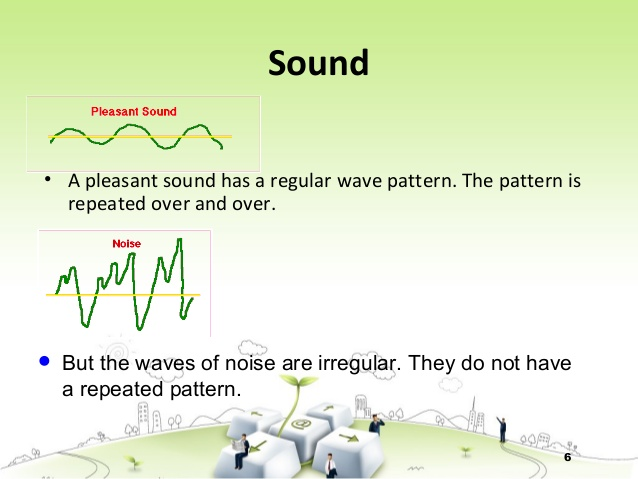 Sound
Pleasant Sound
• A pleasant sound has a regular wave pattern. The pattern is
repeated over and over.
Noise
• But the waves of noise are irregular. They do not have
a repeated pattern.
@
6